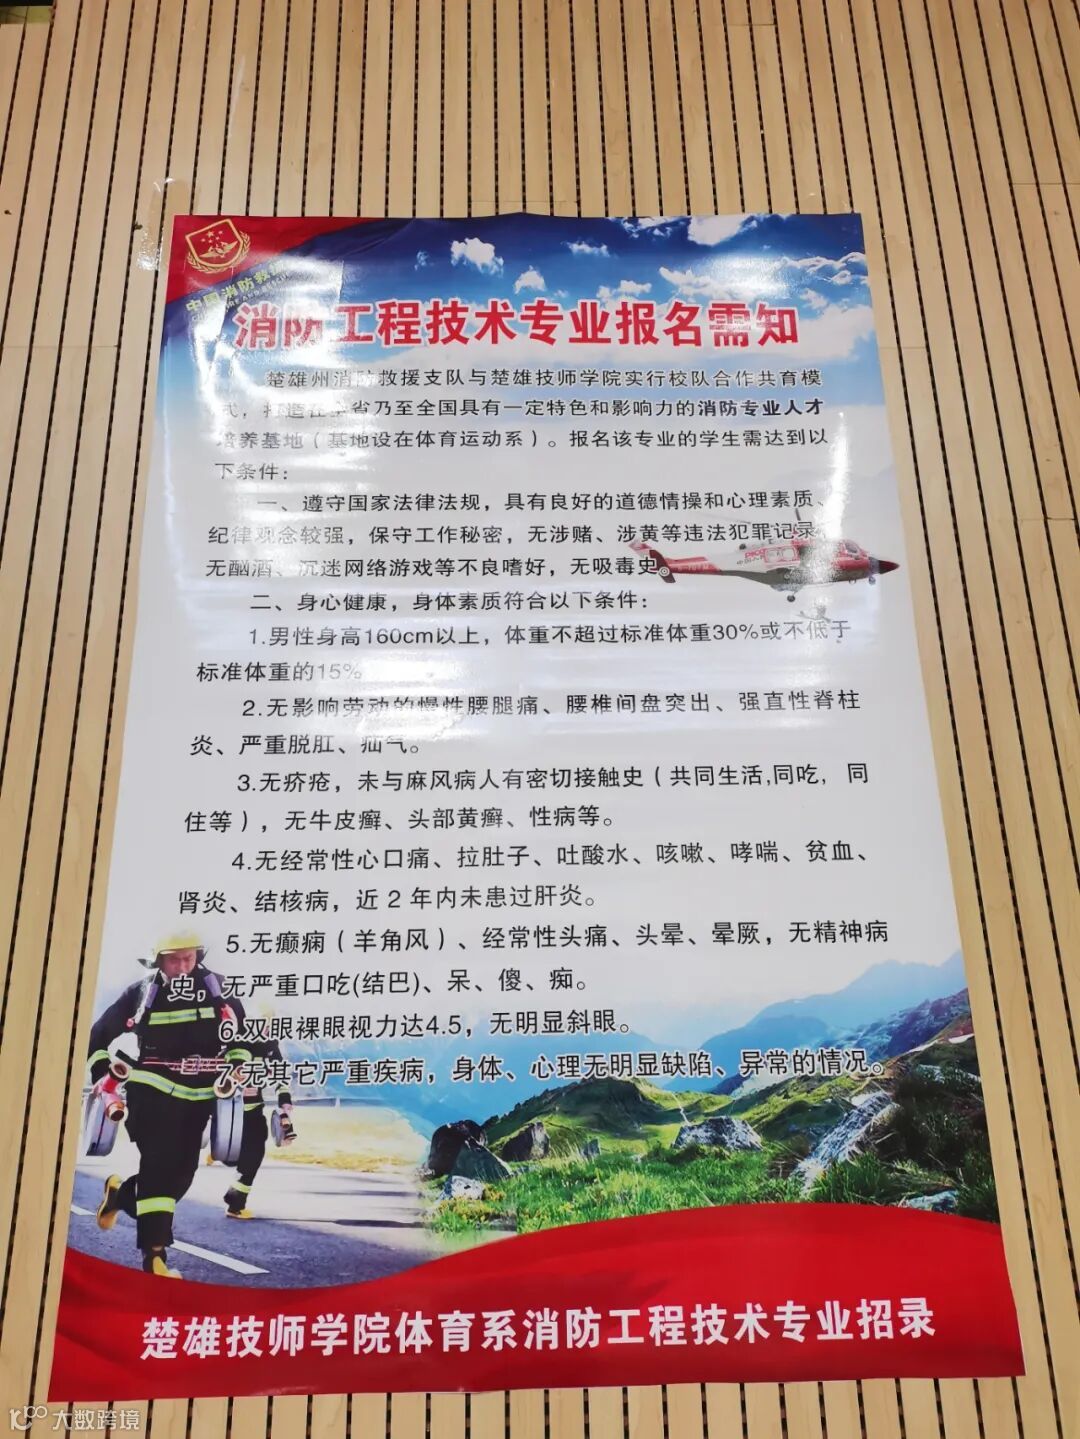 中国消防救
消防工程技术专业报名需知
楚雄州消防救援支队与楚雄技师学院实行校队合作共育模
式，打造在全省乃至全国具有一定特色和影响力的消防专业人才
培养基地（基地设在体育运动系）。报名该专业的学生需达到以
下条件：
一、遵守国家法律法规，具有良好的道德情操和心理素质、
纪律观念较强，保守工作秘密，无涉赌、涉黄等违法犯罪记录，
无酗酒、沉迷网络游戏等不良嗜好，无吸毒史。
二、身心健康，身体素质符合以下条件：
1.男性身高160cm以上，体重不超过标准体重30%或不低于
标准体重的15%
2.无影响劳动的慢性腰腿痛、腰椎间盘突出、强直性脊柱
炎、严重脱肛、疝气。
3.无疥疮，未与麻风病人有密切接触史（共同生活,同吃，同
住等），无牛皮癣、头部黄癣、性病等。
4.无经常性心口痛、拉肚子、吐酸水、咳嗽、哮喘、贫血、
肾炎、结核病，近 2 年内未患过肝炎。
5.无癫痫（羊角风）、经常性头痛、头晕、晕厥，无精神病
史，无严重口吃(结巴)、呆、傻、痴。
6.双眼裸眼视力达4.5，无明显斜眼。
7.无其它严重疾病，身体、心理无明显缺陷、异常的情况。
楚雄技师学院体育系消防工程技术专业招录
大数跨境